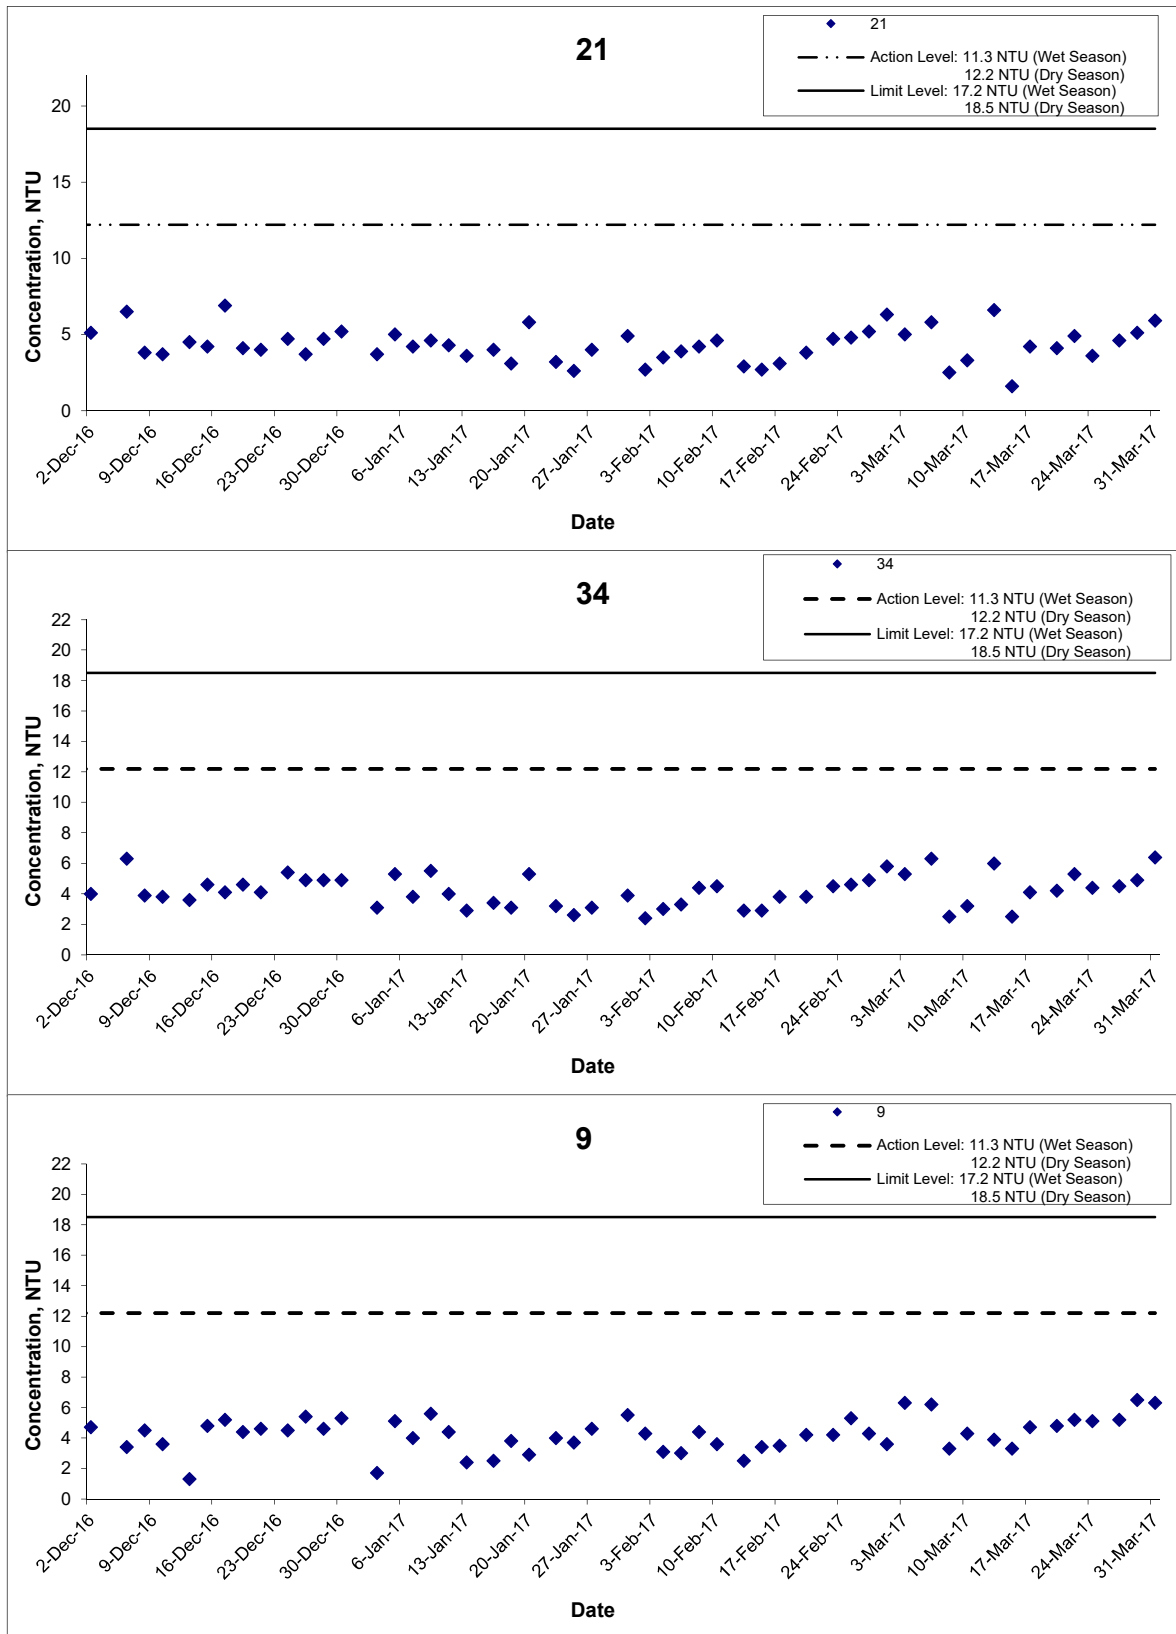 21
21
Action Level: 11.3 NTU (Wet Season)
12.2 NTU (Dry Season)
Limit Level: 17.2 NTU (Wet Season)
18.5 NTU (Dry Season)
Concentration, NTU
20
15
10
5
0
2-Dec-16
9-Dec-16
16-Dec-16
23-Dec-16
30-Dec-16
6-Jan-17
13-Jan-17
20-Jan-17
27-Jan-17
3-Feb-17
10-Feb-17
17-Feb-17
24-Feb-17
3-Mar-17
10-Mar-17
17-Mar-17
24-Mar-17
31-Mar-17
Date
34
34
Action Level: 11.3 NTU (Wet Season)
12.2 NTU (Dry Season)
Limit Level: 17.2 NTU (Wet Season)
18.5 NTU (Dry Season)
Concentration, NTU
22
20
18
16
14
12
10
8
6
4
2
0
2-Dec-16
9-Dec-16
16-Dec-16
23-Dec-16
30-Dec-16
6-Jan-17
13-Jan-17
20-Jan-17
27-Jan-17
3-Feb-17
10-Feb-17
17-Feb-17
24-Feb-17
3-Mar-17
10-Mar-17
17-Mar-17
24-Mar-17
31-Mar-17
Date
9
9
Action Level: 11.3 NTU (Wet Season)
12.2 NTU (Dry Season)
Limit Level: 17.2 NTU (Wet Season)
18.5 NTU (Dry Season)
Concentration, NTU
22
20
18
16
14
12
10
8
6
4
2
0
2-Dec-16
9-Dec-16
16-Dec-16
23-Dec-16
30-Dec-16
6-Jan-17
13-Jan-17
20-Jan-17
27-Jan-17
3-Feb-17
10-Feb-17
17-Feb-17
24-Feb-17
3-Mar-17
10-Mar-17
17-Mar-17
24-Mar-17
31-Mar-17
Date